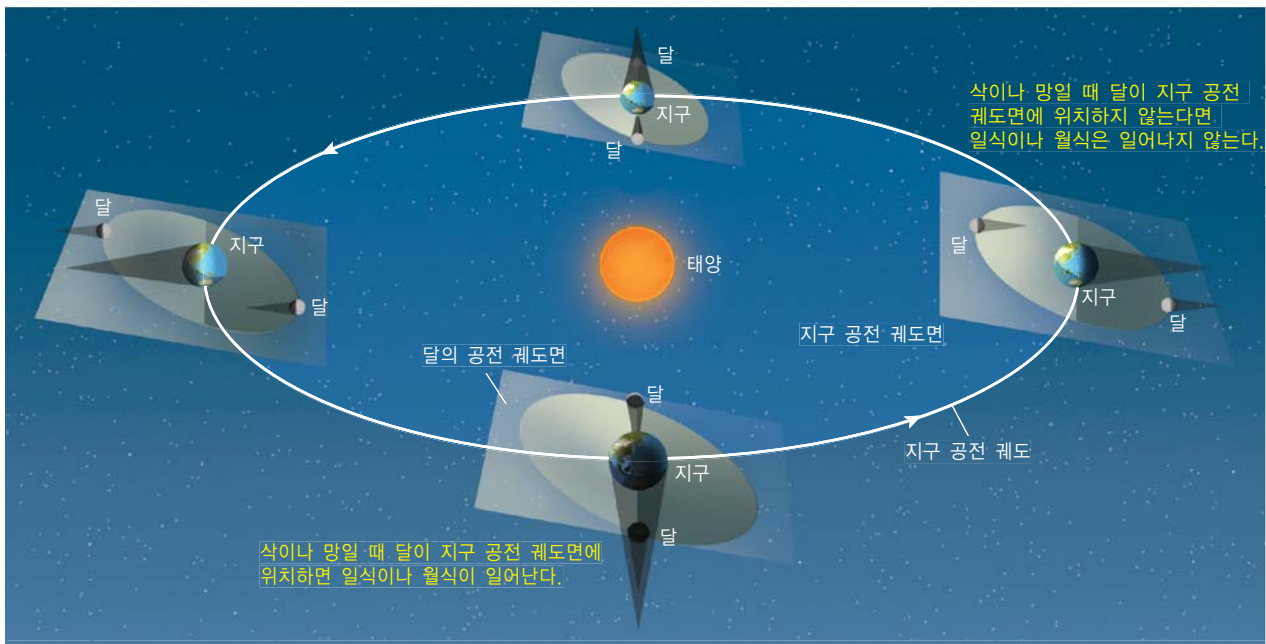 달
삭이나 망일 때 달이 지구 공전
궤도면에 위치하지 않는다면
일식이나 월식은 일어나지 않는다.
지구
달
달
지구
달
달
지구
달
태양
지구 공전 궤도면
달의 공전 궤도면
달
지구 공전 궤도
지구
달
삭이나 망일 때 달이 지구 공전 궤도면에
위치하면 일식이나 월식이 일어난다.